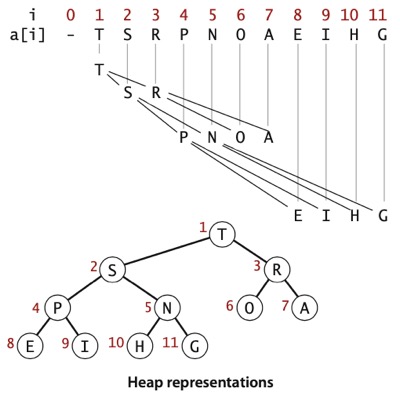 i 0 1 2 3 4 5 6 7 8 9 10 11
a[i] - T S R P N O A E I H G
T
S R
P N O A
E I H G
1 T
2 S 3 R
4 P 5 N 6 O 7 A
8 E 9 I 10 H 11 G
Heap representations